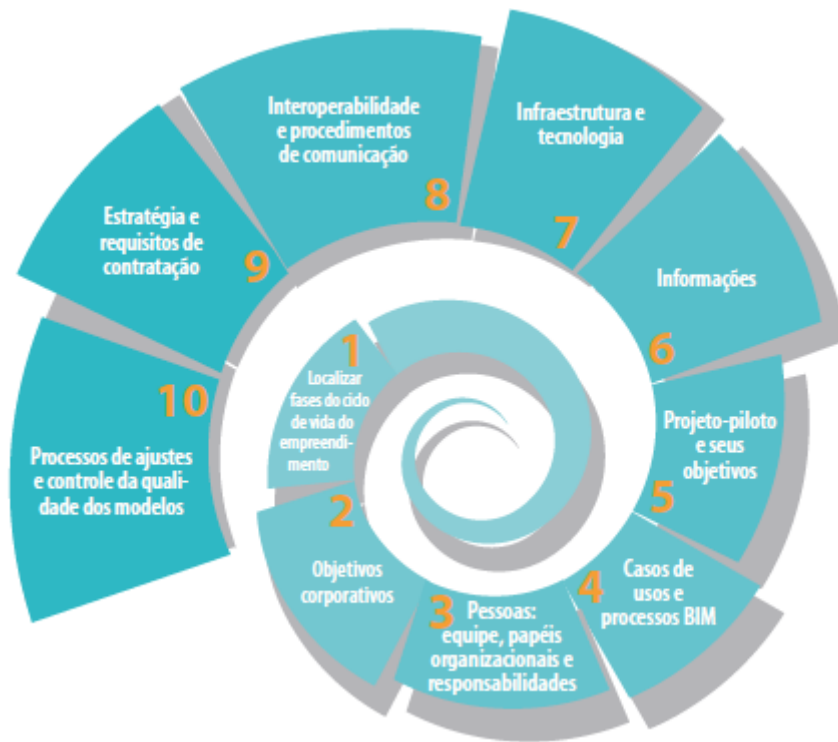 1
Localizar
fases do ciclo
de vida do
empreendi-
mento
2
Objetivos
corporativos
3
Pessoas:
equipe, papéis
organizacionais e
responsabilidades
4
Casos de
usos e
processos BIM
Projeto-piloto
e seus
objetivos
5
Informações
6
Infraestrutura e
tecnologia
7
Interoperabilidade
e procedimentos
de comunicação
8
Estratégia e
requisitos de
contratação
9
10
Processos de ajustes
e controle da quali-
dade dos modelos